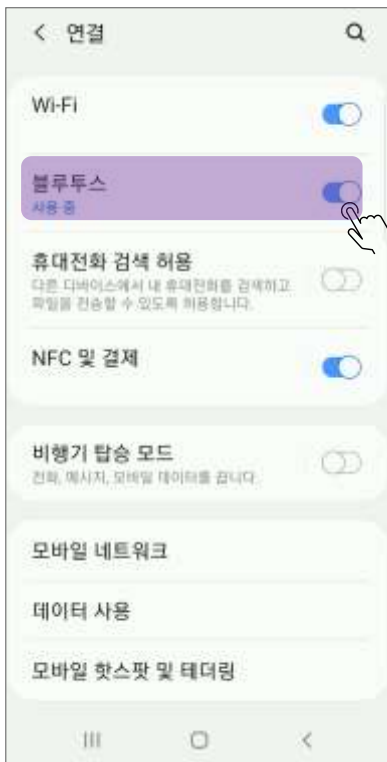 연결
Wi-Fi
블루투스
사용 중
휴대전화 검색 허용
다른 디바이스에서 내 휴대전화를 검색하고
파일을 전송할 수 있도록 허용합니다.
NFC 및 결제
비행기 탑승 모드
전화, 메시지, 모바일 데이터를 끕니다.
모바일 네트워크
데이터 사용
모바일 핫스팟 및 테더링